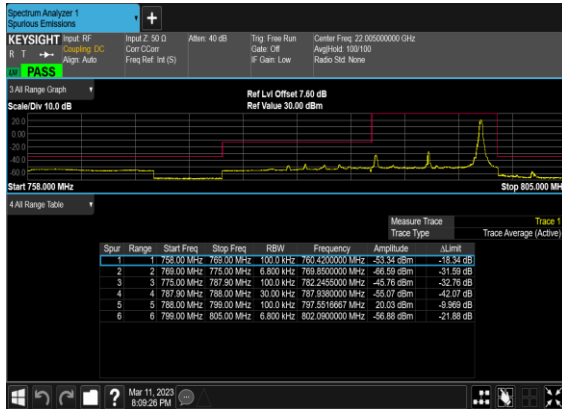 Spectrum Analyzer 1
Spurious Emissions
KEYSIGHT Input: RF Input Z: 50 Ω Atten: 40 dB Trig: Free Run Center Freq: 22.005000000 GHz
R T Coupling: DC Corr CCorr Gate: Off Avg|Hold: 100/100
Align: Auto Freq Ref: Int (S) IF Gain: Low Radio Std: None
LW PASS
3 All Range Graph
Ref Lvl Offset 7.60 dB
Scale/Div 10.0 dB Ref Value 30.00 dBm
20.0
0.00
-20.0
-40.0
-60.0
Start 758.000 MHz Stop 805.000 MH
4 All Range Table
Measure Trace Trace 1
Trace Type Trace Average (Active)
Spur Range Start Freq Stop Freq RBW Frequency Amplitude ΔLimit
1 1 758.00 MHz 769.00 MHz 100.0 kHz 760.4200000 MHz -53.34 dBm -18.34 dB
2 2 769.00 MHz 775.00 MHz 6.800 kHz 769.8500000 MHz -66.59 dBm -31.59 dB
3 3 775.00 MHz 787.90 MHz 100.0 kHz 782.2455000 MHz -45.76 dBm -32.76 dB
4 4 787.90 MHz 788.00 MHz 30.00 kHz 787.9380000 MHz -55.07 dBm -42.07 dB
5 5 788.00 MHz 799.00 MHz 100.0 kHz 797.5516667 MHz 20.03 dBm -9.969 dB
6 6 799.00 MHz 805.00 MHz 6.800 kHz 802.0900000 MHz -56.88 dBm -21.88 dB
? Mar 11, 2023
8:09:26 PM